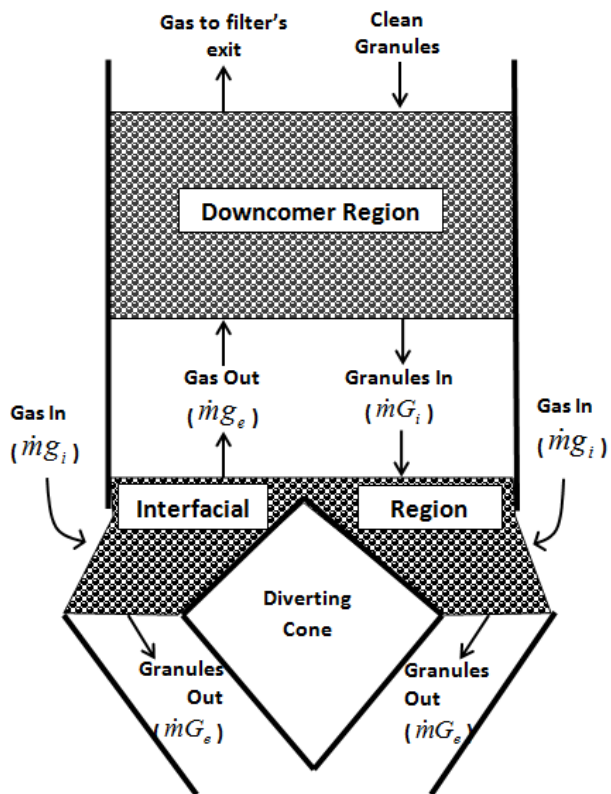 Gas to filter's
exit
Clean
Granules
Downcomer Region
Gas Out
(ṁg_e)
Granules In
(ṁG_i)
Gas In
(ṁg_i)
Gas In
(ṁg_i)
Interfacial
Region
Diverting
Cone
Granules
Out
(ṁG_e)
Granules
Out
(ṁG_e)